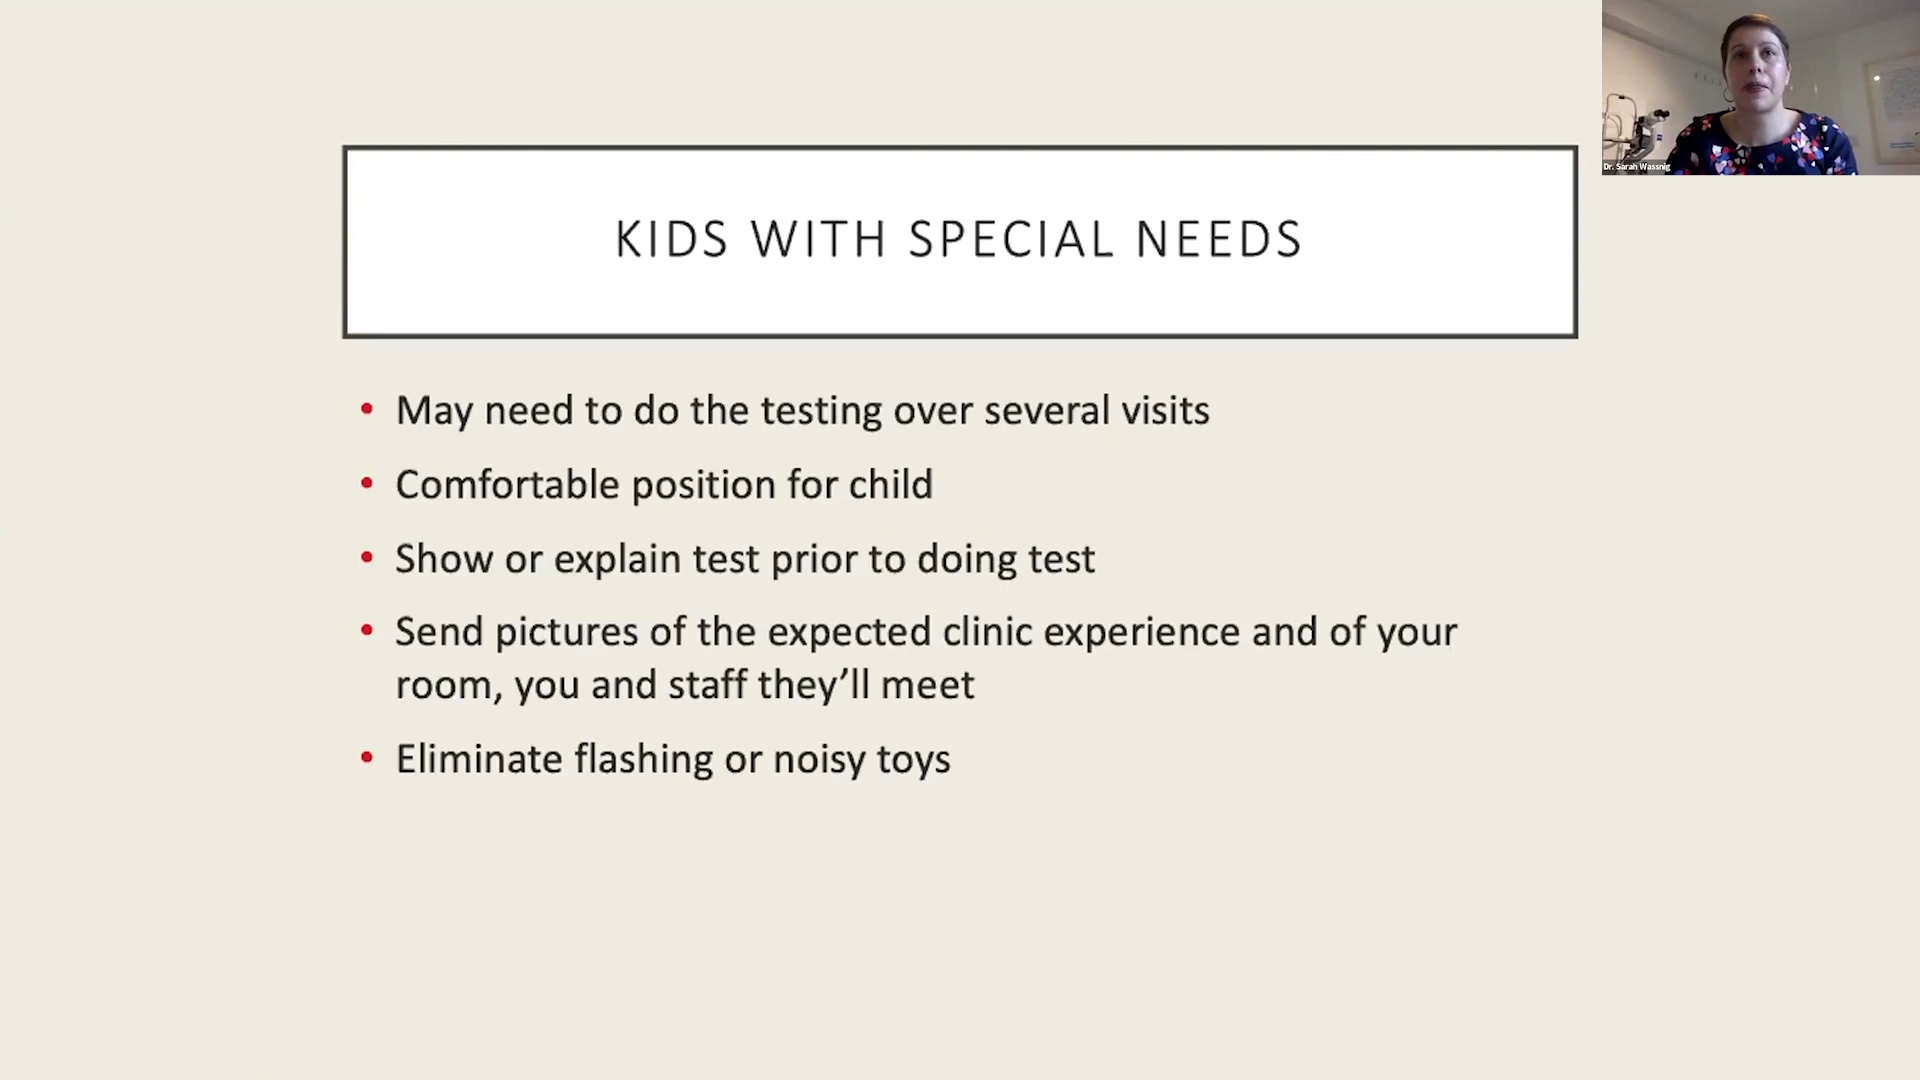 Dr. Sarah Wassnig
KIDS WITH SPECIAL NEEDS
• May need to do the testing over several visits
• Comfortable position for child
• Show or explain test prior to doing test
• Send pictures of the expected clinic experience and of your
room, you and staff they’ll meet
• Eliminate flashing or noisy toys